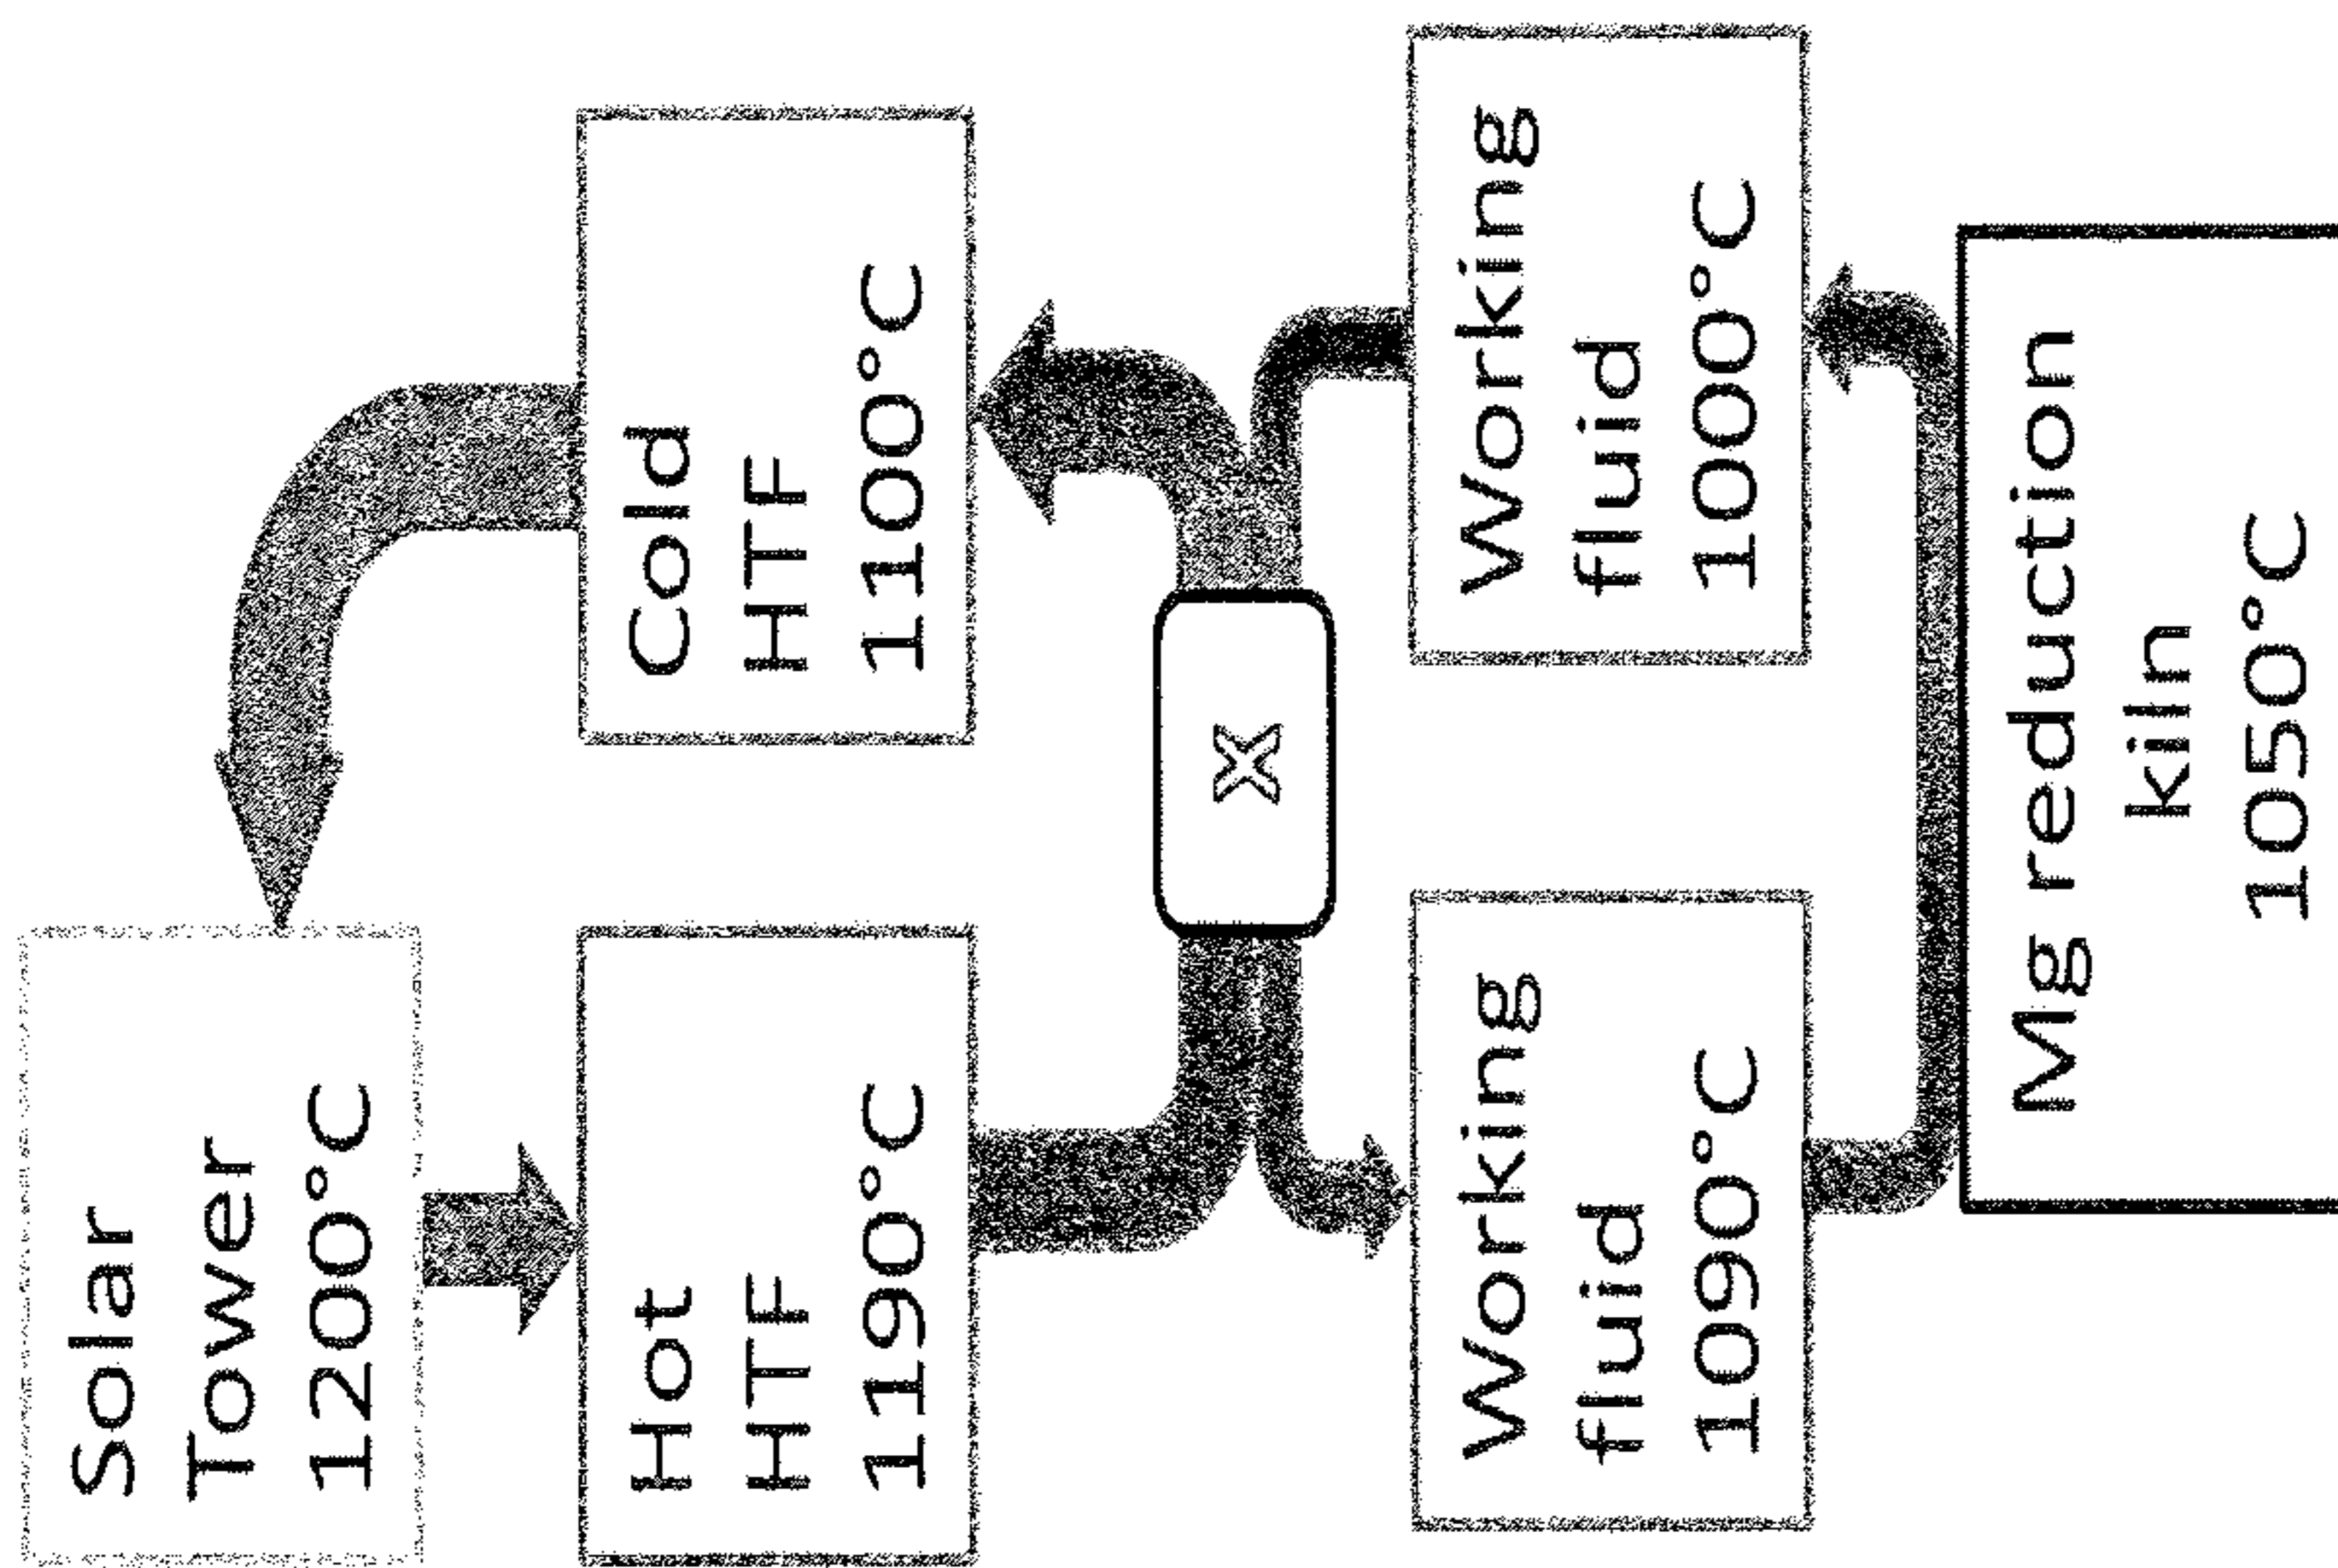 Solar
Tower
1200°C
Hot
HTF
1190°C
Cold
HTF
1100°C
X
Working
fluid
1090°C
Working
fluid
1000°C
Mg reduction
kiln
1050°C